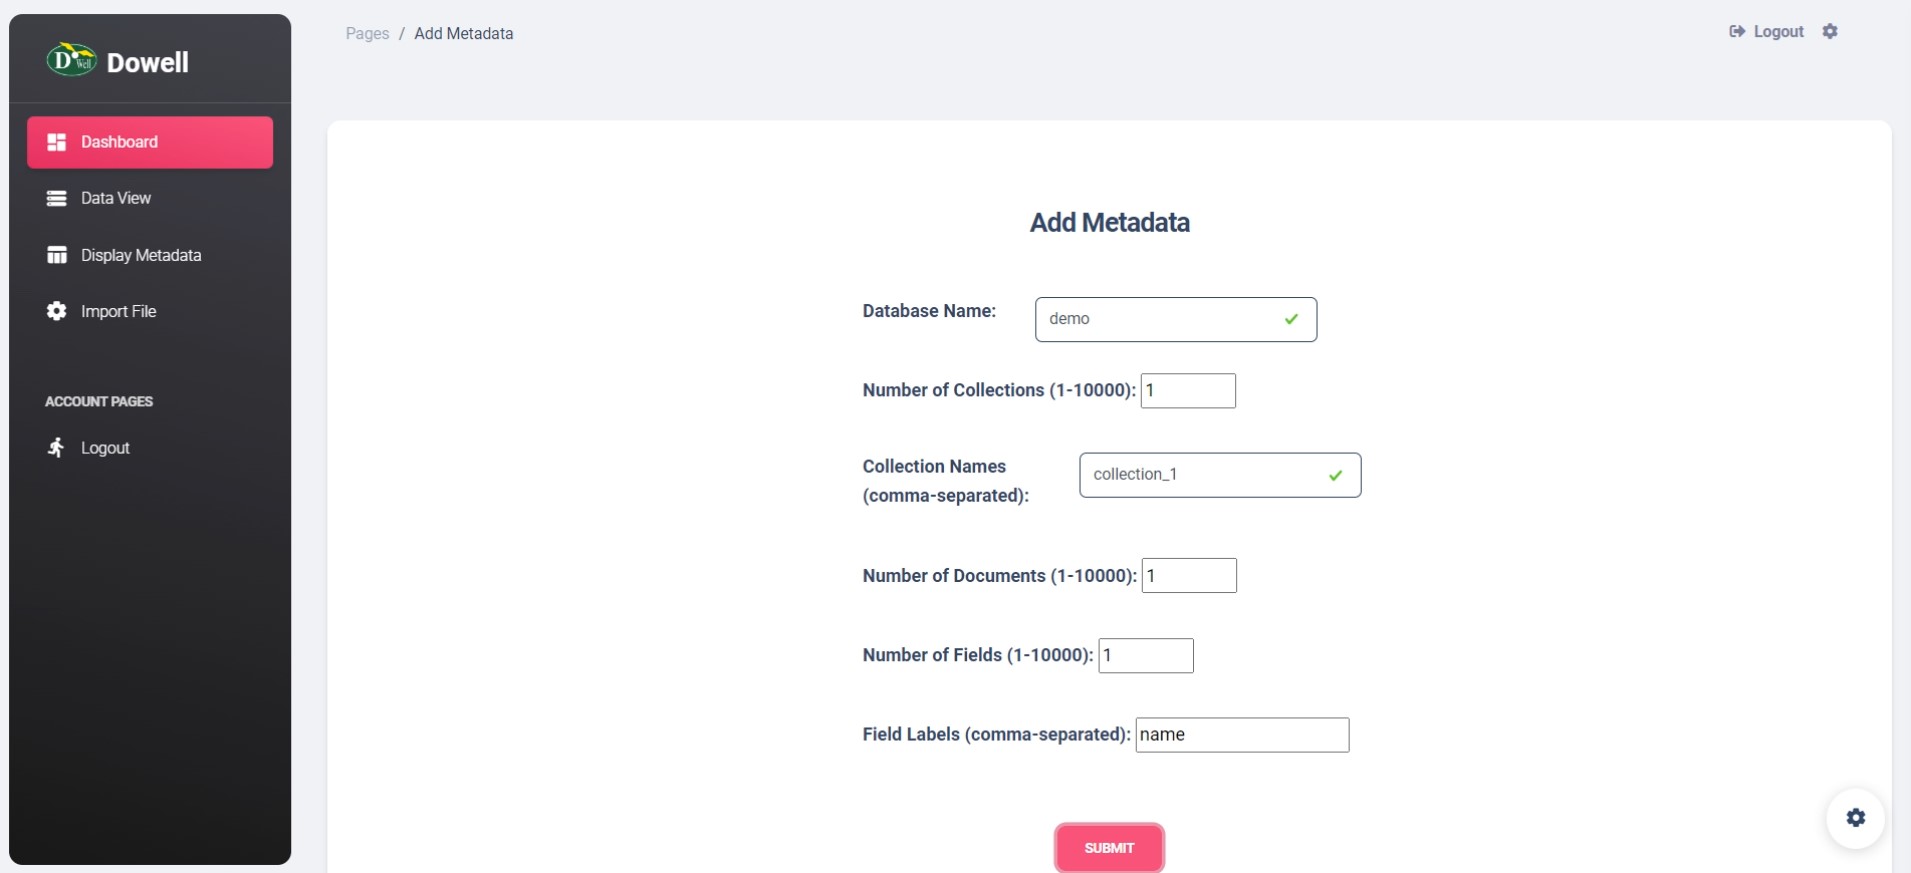 D Well
Dowell
Dashboard
Data View
Display Metadata
Import File
ACCOUNT PAGES
Logout
Pages / Add Metadata
Logout
Add Metadata
Database Name: demo
Number of Collections (1-10000): 1
Collection Names
(comma-separated):
collection_1
Number of Documents (1-10000): 1
Number of Fields (1-10000): 1
Field Labels (comma-separated): name
SUBMIT